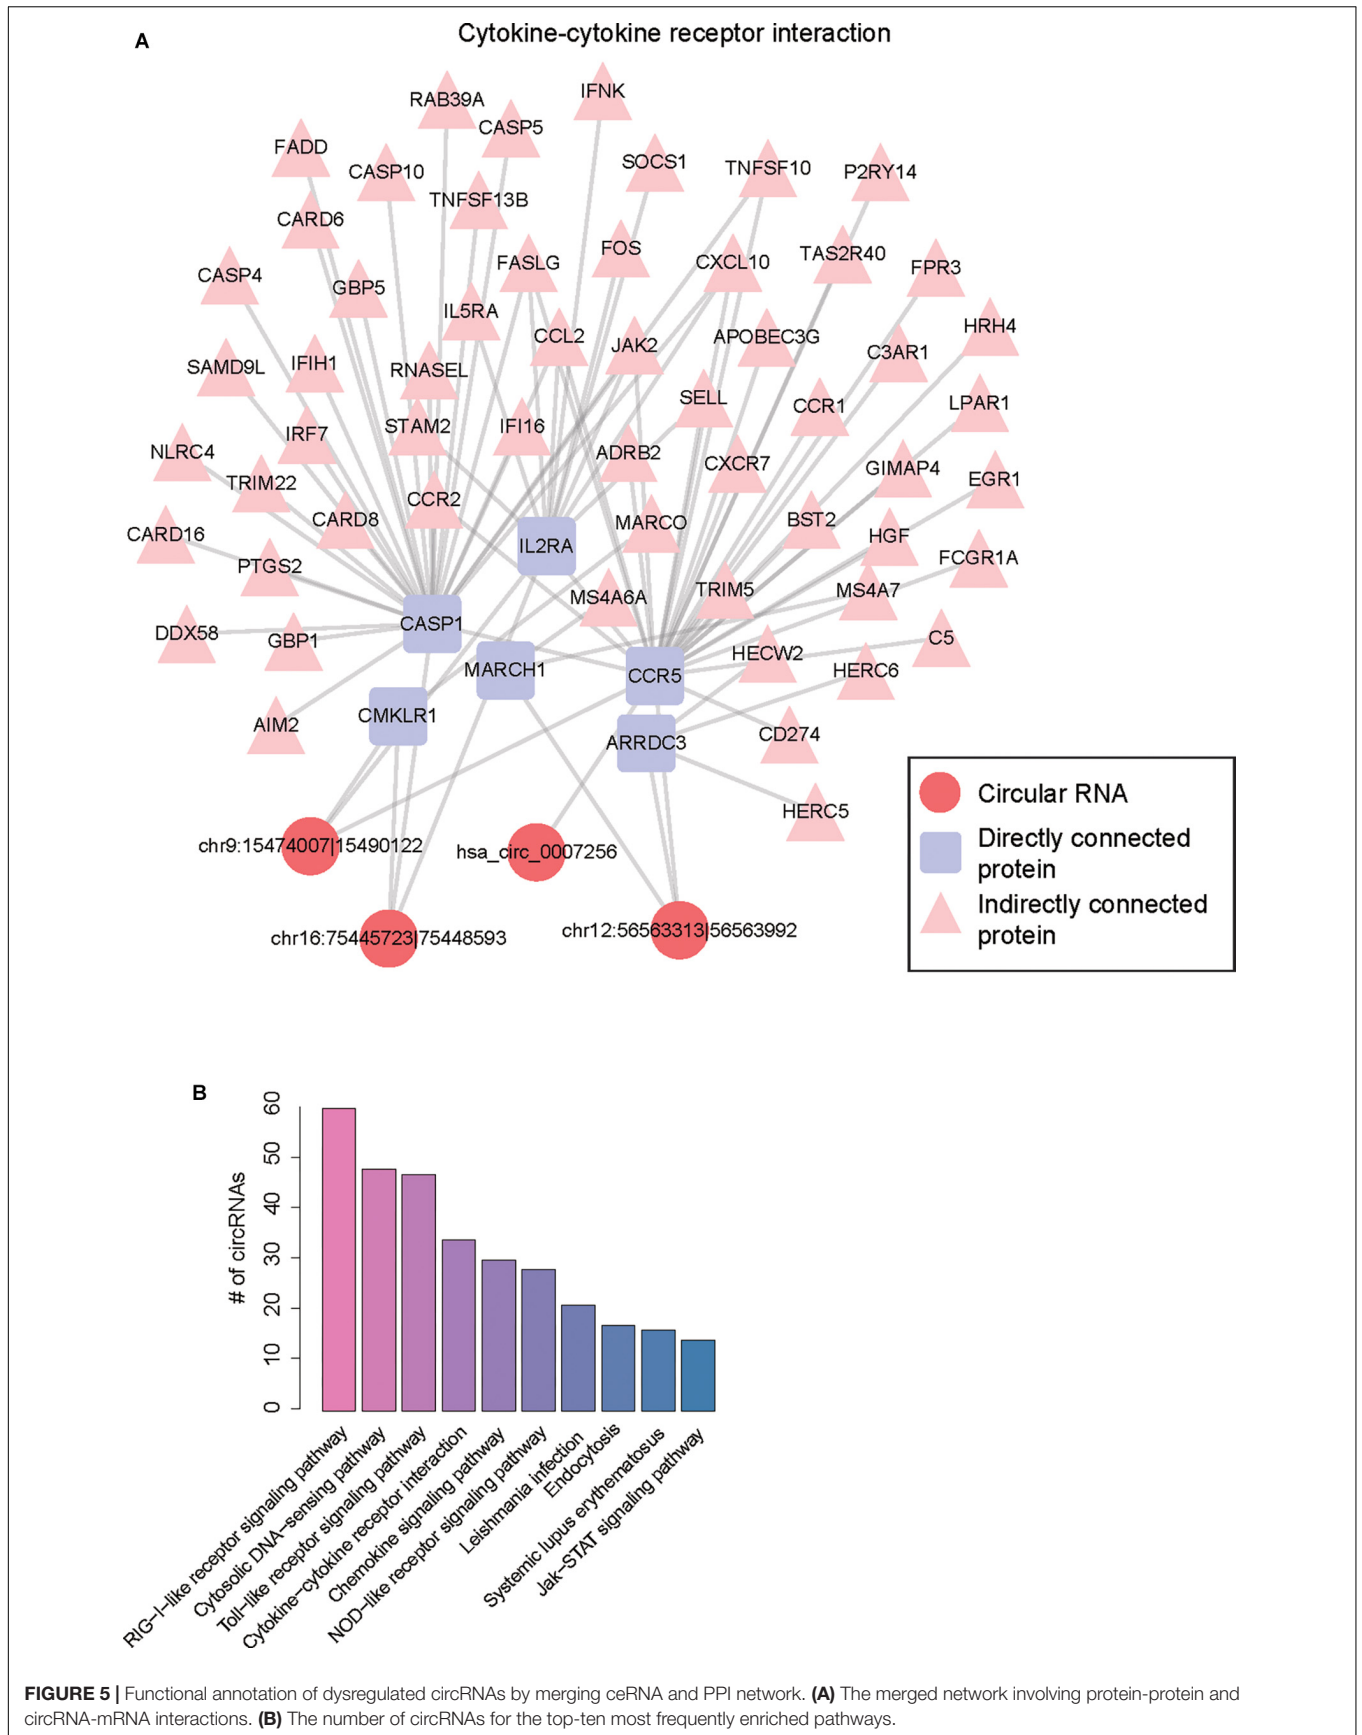 A
Cytokine-cytokine receptor interaction
RAB39A
IFNK
CASP5
FADD
CASP10
SOCS1
TNFSF10
P2RY14
TNFSF13B
CARD6
FOS
TAS2R40
CASP4
GBP5
FASLG
CXCL10
FPR3
IL5RA
CCL2
JAK2
APOBEC3G
HRH4
SAMD9L
IFIH1
RNASEL
C3AR1
SELL
CCR1
LPAR1
NLRC4
IRF7
STAM2
IFI16
ADRB2
CXCR7
GIMAP4
EGR1
TRIM22
CARD16
CARD8
CCR2
IL2RA
MARCO
BST2
HGF
FCGR1A
PTGS2
MS4A6A
TRIM5
MS4A7
DDX58
GBP1
CASP1
C5
MARCH1
CCR5
HECW2
HERC6
AIM2
CMKLR1
ARRDC3
CD274
HERC5
chr9:15474007|15490122
hsa_circ_0007256
chr16:75445723|75448593
chr12:56563313|56563992
Circular RNA
Directly connected
protein
Indirectly connected
protein
B
# of circRNAs
60
50
40
30
20
10
0
RIG−I−like receptor signaling pathway
Cytosolic DNA−sensing pathway
Toll−like receptor signaling pathway
Cytokine−cytokine receptor interaction
Chemokine signaling pathway
NOD−like receptor signaling pathway
Leishmania infection
Endocytosis
Systemic lupus erythematosus
Jak−STAT signaling pathway
FIGURE 5 | Functional annotation of dysregulated circRNAs by merging ceRNA and PPI network. (A) The merged network involving protein-protein and
circRNA-mRNA interactions. (B) The number of circRNAs for the top-ten most frequently enriched pathways.